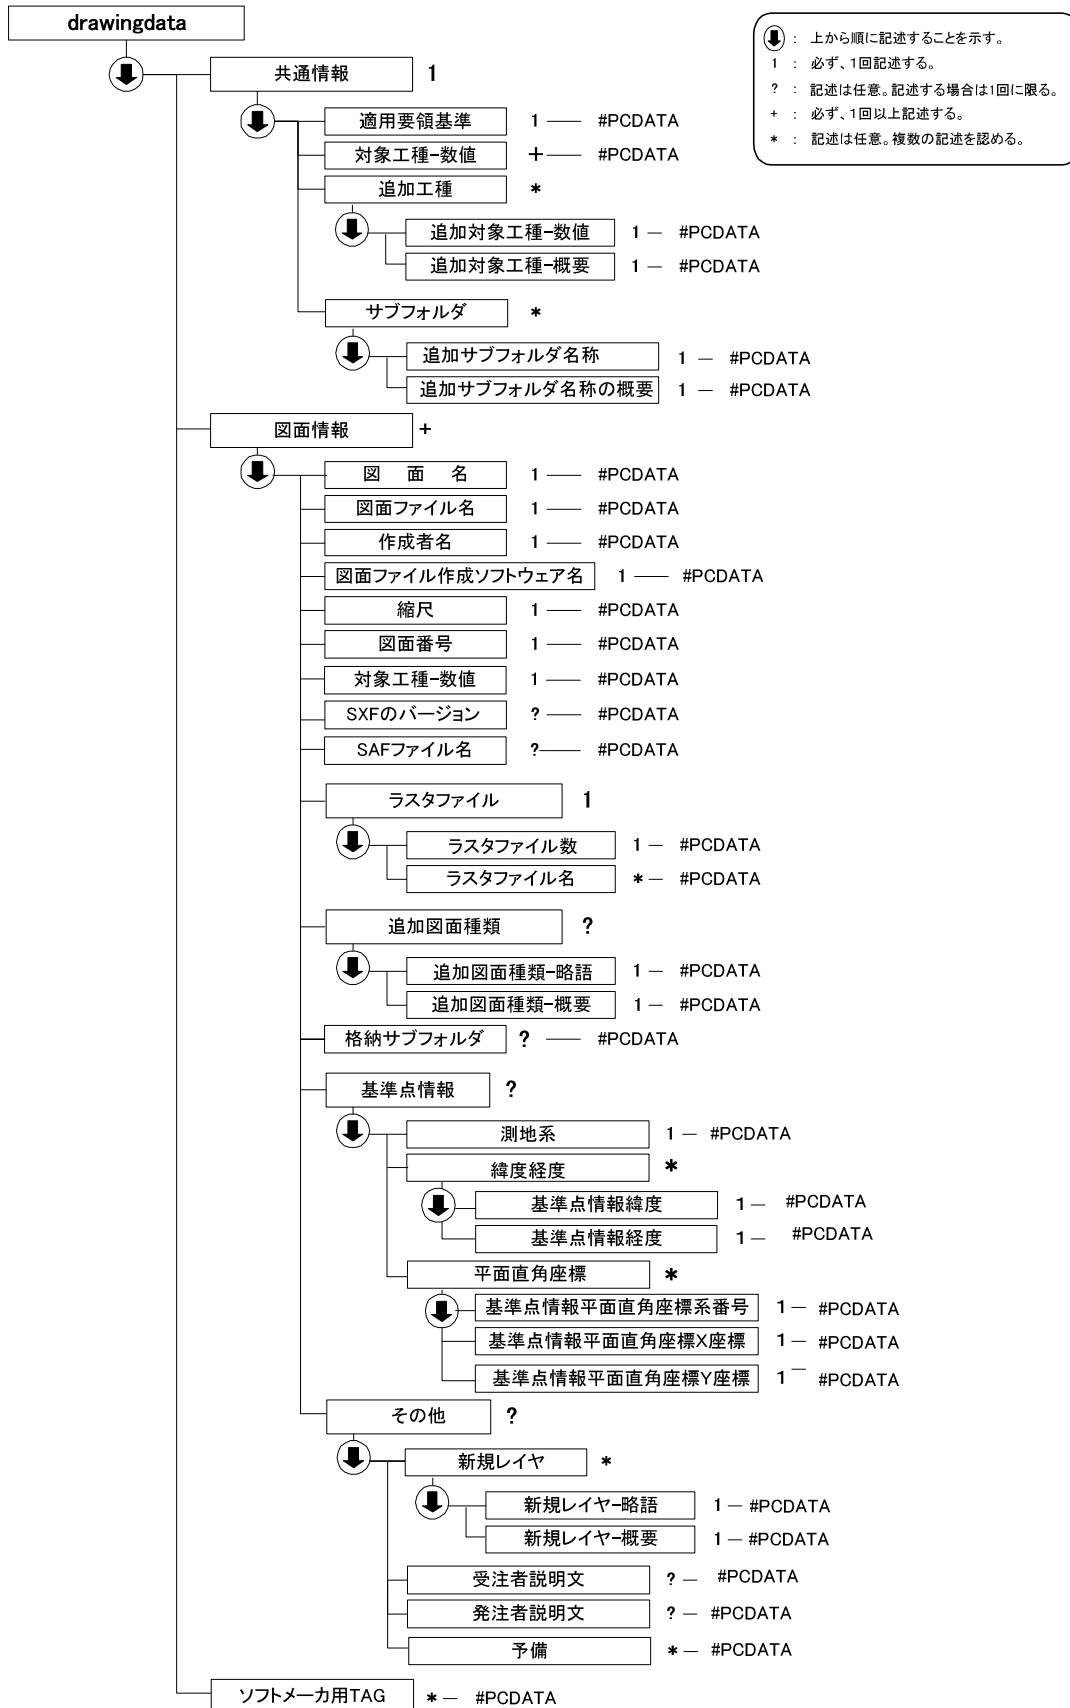 drawingdata
: 上から順に記述することを示す。
1 : 必ず、1回記述する。
? : 記述は任意。記述する場合は1回に限る。
+ : 必ず、1回以上記述する。
* : 記述は任意。複数の記述を認める。
共通情報 1
適用要領基準 1 — #PCDATA
対象工種-数値 + — #PCDATA
追加工種 *
追加対象工種-数値 1 — #PCDATA
追加対象工種-概要 1 — #PCDATA
サブフォルダ *
追加サブフォルダ名称 1 — #PCDATA
追加サブフォルダ名称の概要 1 — #PCDATA
図面情報 +
図 面 名 1 — #PCDATA
図面ファイル名 1 — #PCDATA
作成者名 1 — #PCDATA
図面ファイル作成ソフトウェア名 1 — #PCDATA
縮尺 1 — #PCDATA
図面番号 1 — #PCDATA
対象工種-数値 1 — #PCDATA
SXFのバージョン ? — #PCDATA
SAFファイル名 ? — #PCDATA
ラスタファイル 1
ラスタファイル数 1 — #PCDATA
ラスタファイル名 * — #PCDATA
追加図面種類 ?
追加図面種類-略語 1 — #PCDATA
追加図面種類-概要 1 — #PCDATA
格納サブフォルダ ? — #PCDATA
基準点情報 ?
測地系 1 — #PCDATA
緯度経度 *
基準点情報緯度 1 — #PCDATA
基準点情報経度 1 — #PCDATA
平面直角座標 *
基準点情報平面直角座標系番号 1 — #PCDATA
基準点情報平面直角座標X座標 1 — #PCDATA
基準点情報平面直角座標Y座標 1 — #PCDATA
その他 ?
新規レイヤ *
新規レイヤ-略語 1 — #PCDATA
新規レイヤ-概要 1 — #PCDATA
受注者説明文 ? — #PCDATA
発注者説明文 ? — #PCDATA
予備 * — #PCDATA
ソフトメーカ用TAG * — #PCDATA